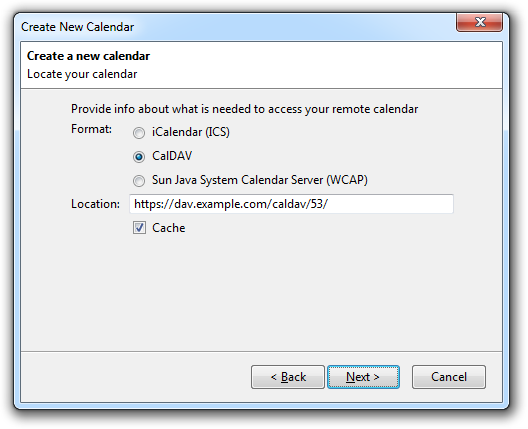 Create New Calendar
Create a new calendar
Locate your calendar
Provide info about what is needed to access your remote calendar
Format: iCalendar (ICS)
CalDAV
Sun Java System Calendar Server (WCAP)
Location: https://dav.example.com/caldav/53/
Cache
< Back Next > Cancel